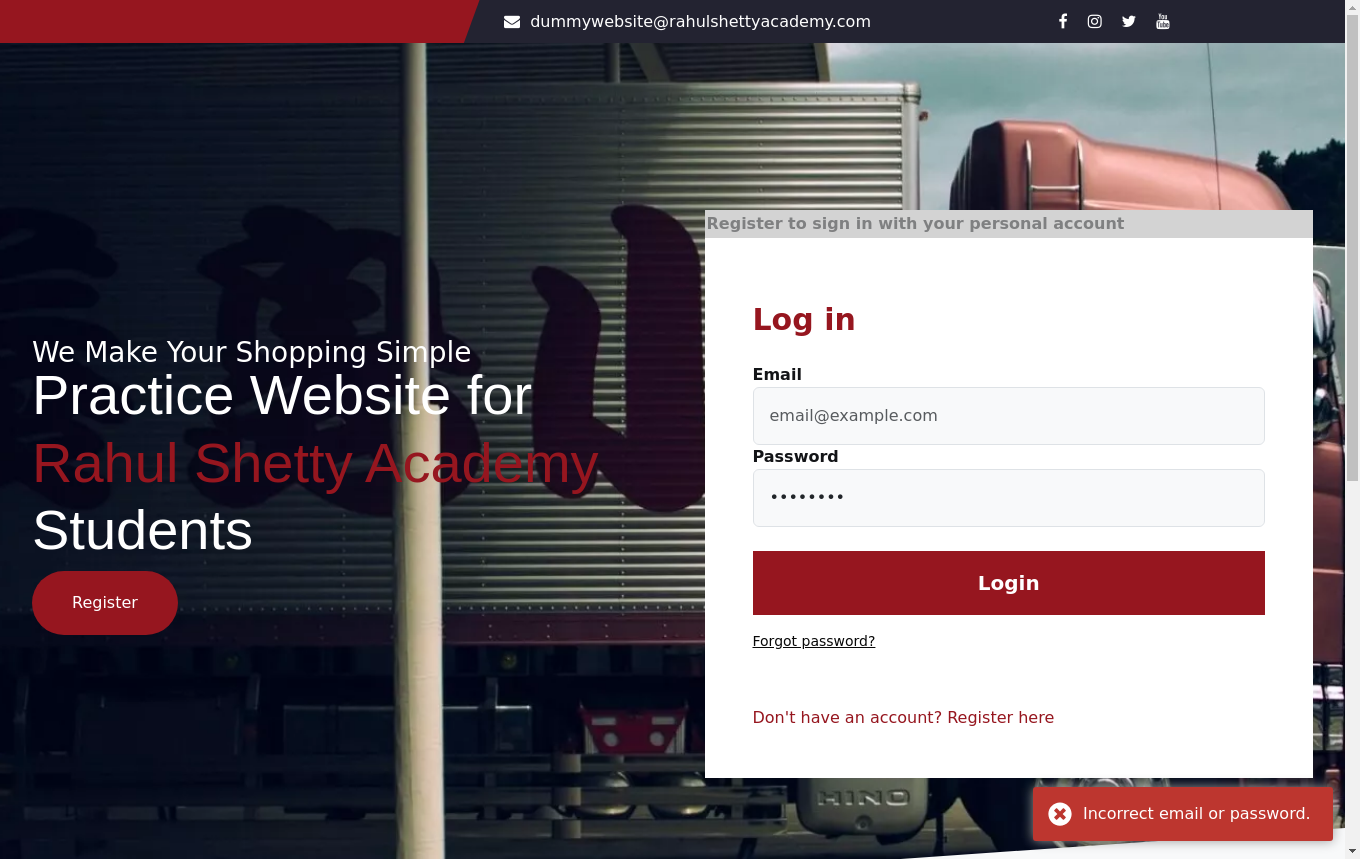 dummywebsite@rahulshettyacademy.com
Register to sign in with your personal account
We Make Your Shopping Simple
Practice Website for
Rahul Shetty Academy
Students
Register
Log in
Email
email@example.com
Password
••••••••
Login
Forgot password?
Don't have an account? Register here
HINO
Incorrect email or password.